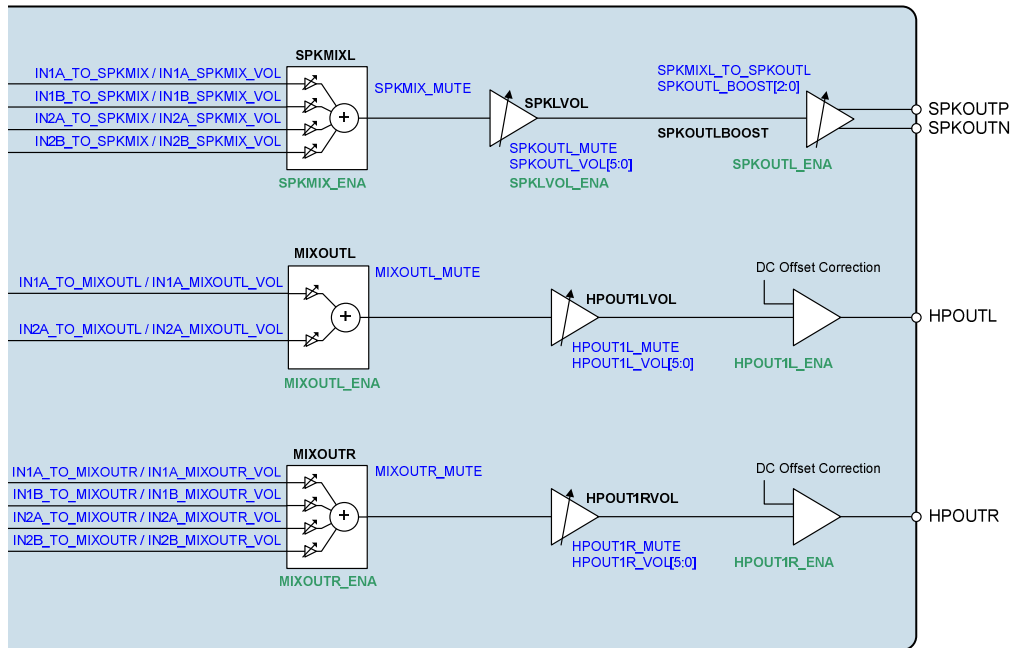 SPKMIXL
IN1A_TO_SPKMIX / IN1A_SPKMIX_VOL
IN1B_TO_SPKMIX / IN1B_SPKMIX_VOL
IN2A_TO_SPKMIX / IN2A_SPKMIX_VOL
IN2B_TO_SPKMIX / IN2B_SPKMIX_VOL
+
SPKMIX_ENA
SPKMIX_MUTE
SPKLVOL
SPKOUTL_MUTE
SPKOUTL_VOL[5:0]
SPKLVOL_ENA
SPKMIXL_TO_SPKOUTL
SPKOUTL_BOOST[2:0]
SPKOUTLBOOST
SPKOUTL_ENA
SPKOUTP
SPKOUTN
MIXOUTL
IN1A_TO_MIXOUTL / IN1A_MIXOUTL_VOL
IN2A_TO_MIXOUTL / IN2A_MIXOUTL_VOL
+
MIXOUTL_ENA
MIXOUTL_MUTE
HPOUT1LVOL
HPOUT1L_MUTE
HPOUT1L_VOL[5:0]
DC Offset Correction
HPOUT1L_ENA
HPOUTL
MIXOUTR
IN1A_TO_MIXOUTR / IN1A_MIXOUTR_VOL
IN1B_TO_MIXOUTR / IN1B_MIXOUTR_VOL
IN2A_TO_MIXOUTR / IN2A_MIXOUTR_VOL
IN2B_TO_MIXOUTR / IN2B_MIXOUTR_VOL
+
MIXOUTR_ENA
MIXOUTR_MUTE
HPOUT1RVOL
HPOUT1R_MUTE
HPOUT1R_VOL[5:0]
DC Offset Correction
HPOUT1R_ENA
HPOUTR